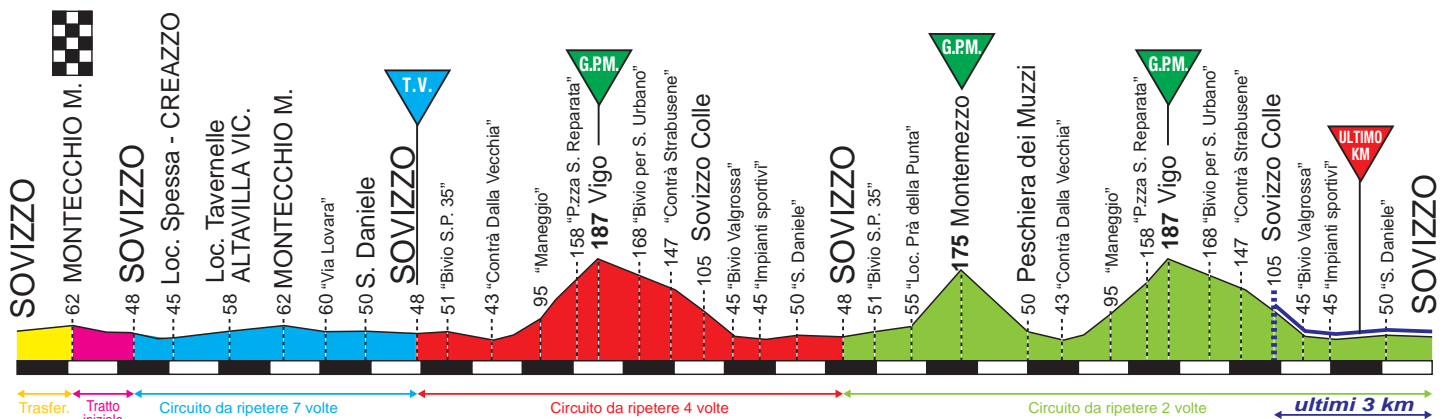 SOVIZZO
62 MONTECCHIO M.
48 SOVIZZO
45 Loc. Spessa - CREAZZO
58 Loc. Tavernelle
ALTAVILLA VIC.
62 MONTECCHIO M.
60 “Via Lovara”
50 S. Daniele
T.V.
48 SOVIZZO
51 “Bivio S.P. 35”
43 “Contrà Dalla Vecchia”
95 “Maneggio”
158 “P.zza S. Reparata”
G.P.M.
187 Vigo
168 “Bivio per S. Urbano”
147 “Contrà Strabusene”
105 Sovizzo Colle
45 “Bivio Valgrossa”
45 “Impianti sportivi”
50 “S. Daniele”
48 SOVIZZO
51 “Bivio S.P. 35”
55 “Loc. Prà della Punta”
G.P.M.
175 Montemezzo
50 Peschiera dei Muzzi
43 “Contrà Dalla Vecchia”
95 “Maneggio”
158 “P.zza S. Reparata”
G.P.M.
187 Vigo
168 “Bivio per S. Urbano”
147 “Contrà Strabusene”
105 Sovizzo Colle
45 “Bivio Valgrossa”
45 “Impianti sportivi”
ULTIMO
KM
50 “S. Daniele”
SOVIZZO
Trasfer.
Tratto
iniziale
Circuito da ripetere 7 volte
Circuito da ripetere 4 volte
Circuito da ripetere 2 volte
ultimi 3 km